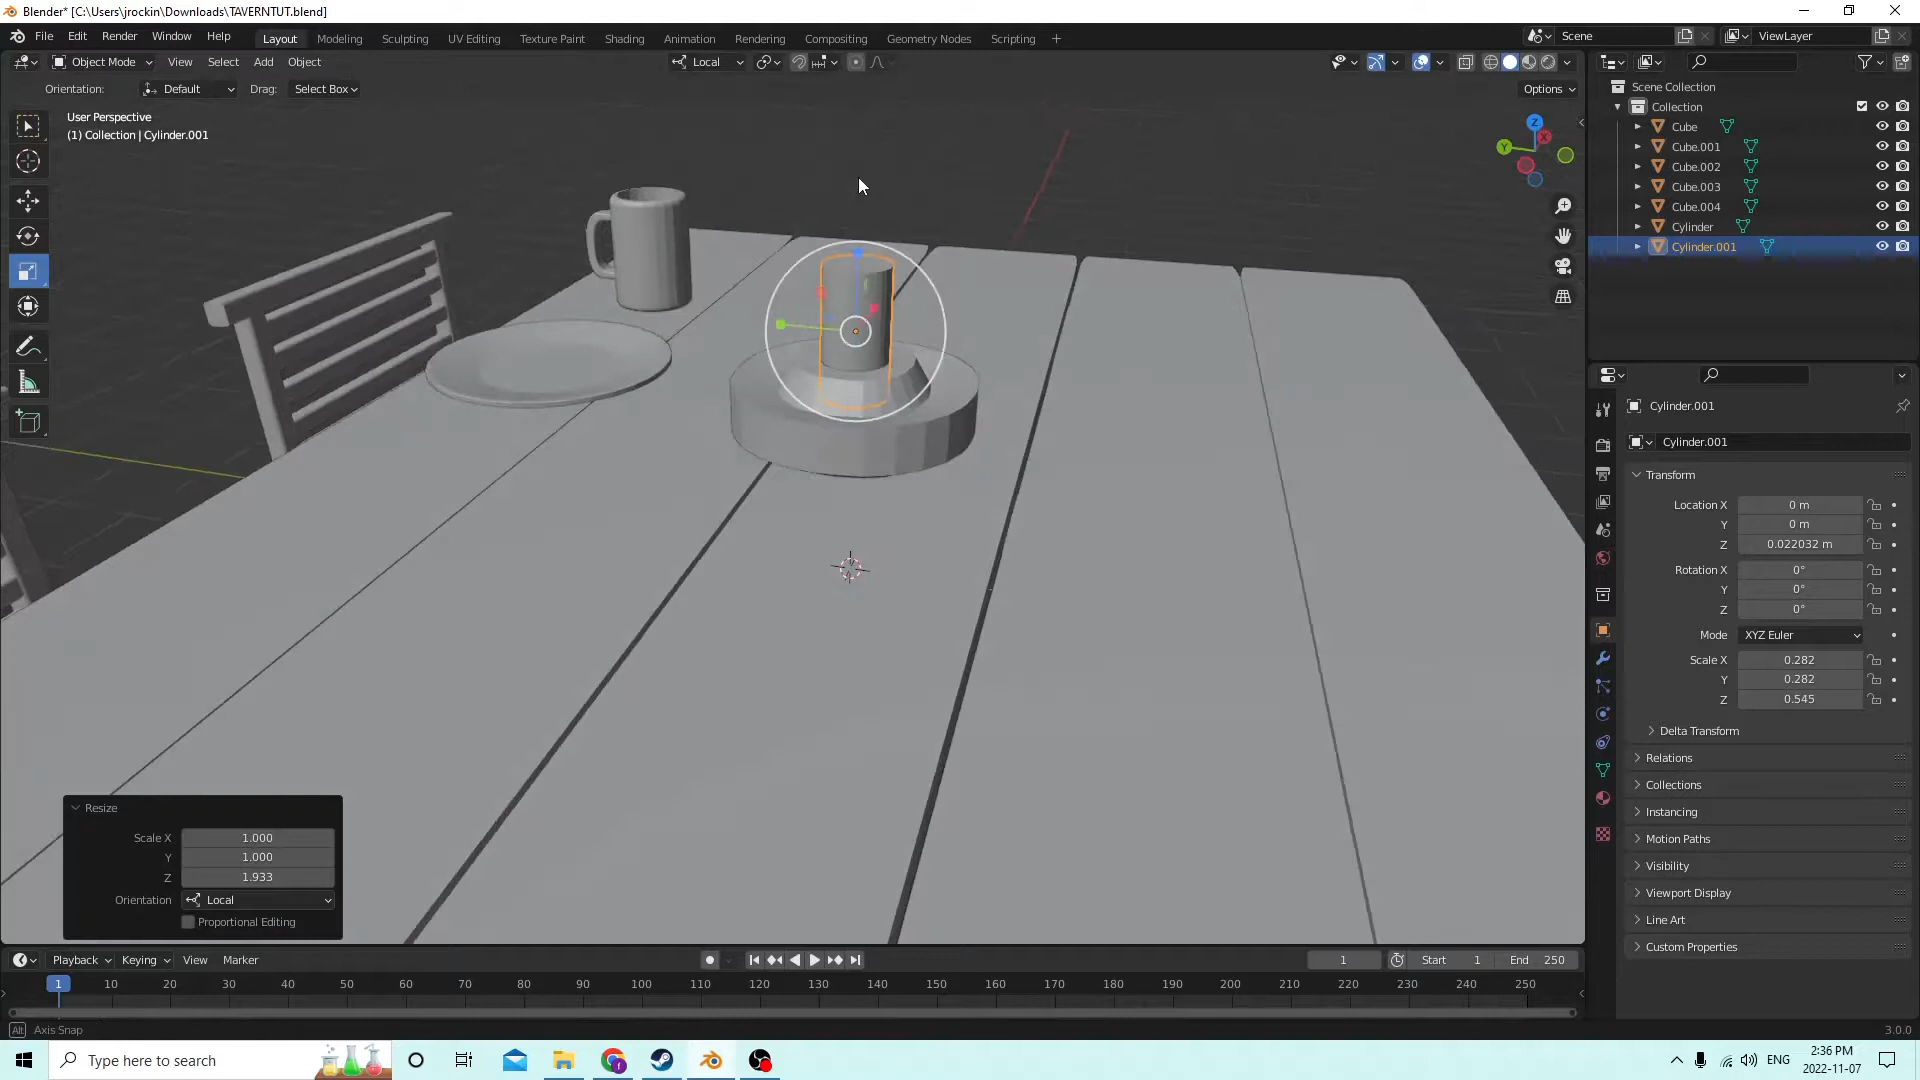 Blender* [C:\Users\jrockin\Downloads\TAVERNTUT.blend]
File Edit Render Window Help
Layout Modeling Sculpting UV Editing Texture Paint Shading Animation Rendering Compositing Geometry Nodes Scripting +
Scene
ViewLayer
Object Mode View Select Add Object
Local
Orientation: Default Drag: Select Box
Options
User Perspective
(1) Collection | Cylinder.001
Z
X
Y
Scene Collection
Collection
Cube
Cube.001
Cube.002
Cube.003
Cube.004
Cylinder
Cylinder.001
Cylinder.001
Cylinder.001
Transform
Location X 0 m
Y 0 m
Z 0.022032 m
Rotation X 0°
Y 0°
Z 0°
Mode XYZ Euler
Scale X 0.282
Y 0.282
Z 0.545
Delta Transform
Relations
Collections
Instancing
Motion Paths
Visibility
Viewport Display
Line Art
Custom Properties
Resize
Scale X 1.000
Y 1.000
Z 1.933
Orientation Local
Proportional Editing
Playback Keying View Marker
1 Start 1 End 250
1 10 20 30 40 50 60 70 80 90 100 110 120 130 140 150 160 170 180 190 200 210 220 230 240 250
Alt Axis Snap
3.0.0
Type here to search
ENG
2:36 PM
2022-11-07